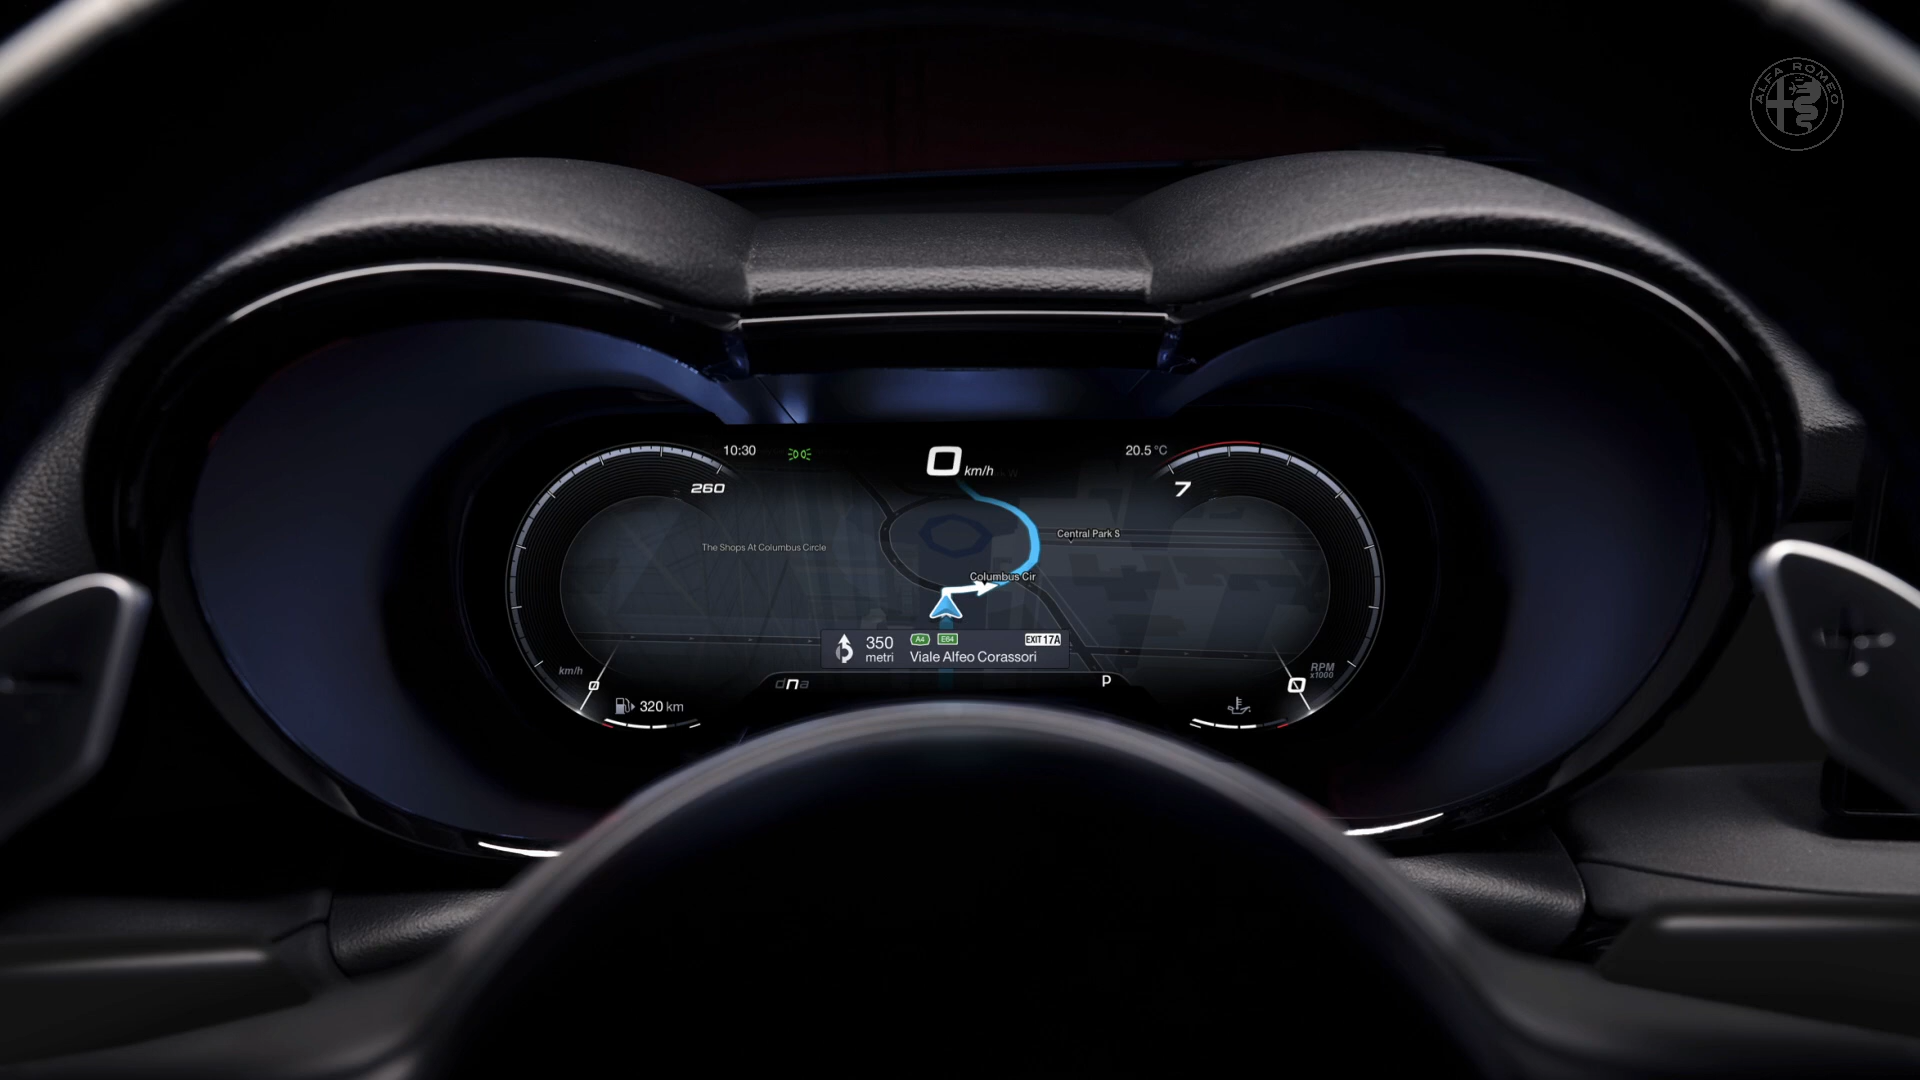 ALFA ROMEO
10:30
0 km/h
20.5 °C
260
7
Central Park S
The Shops At Columbus Circle
Columbus Cir
350 metri
A4 E64 EXIT 17A
Viale Alfeo Corassori
km/h
0
dna
P
0
RPM x1000
320 km